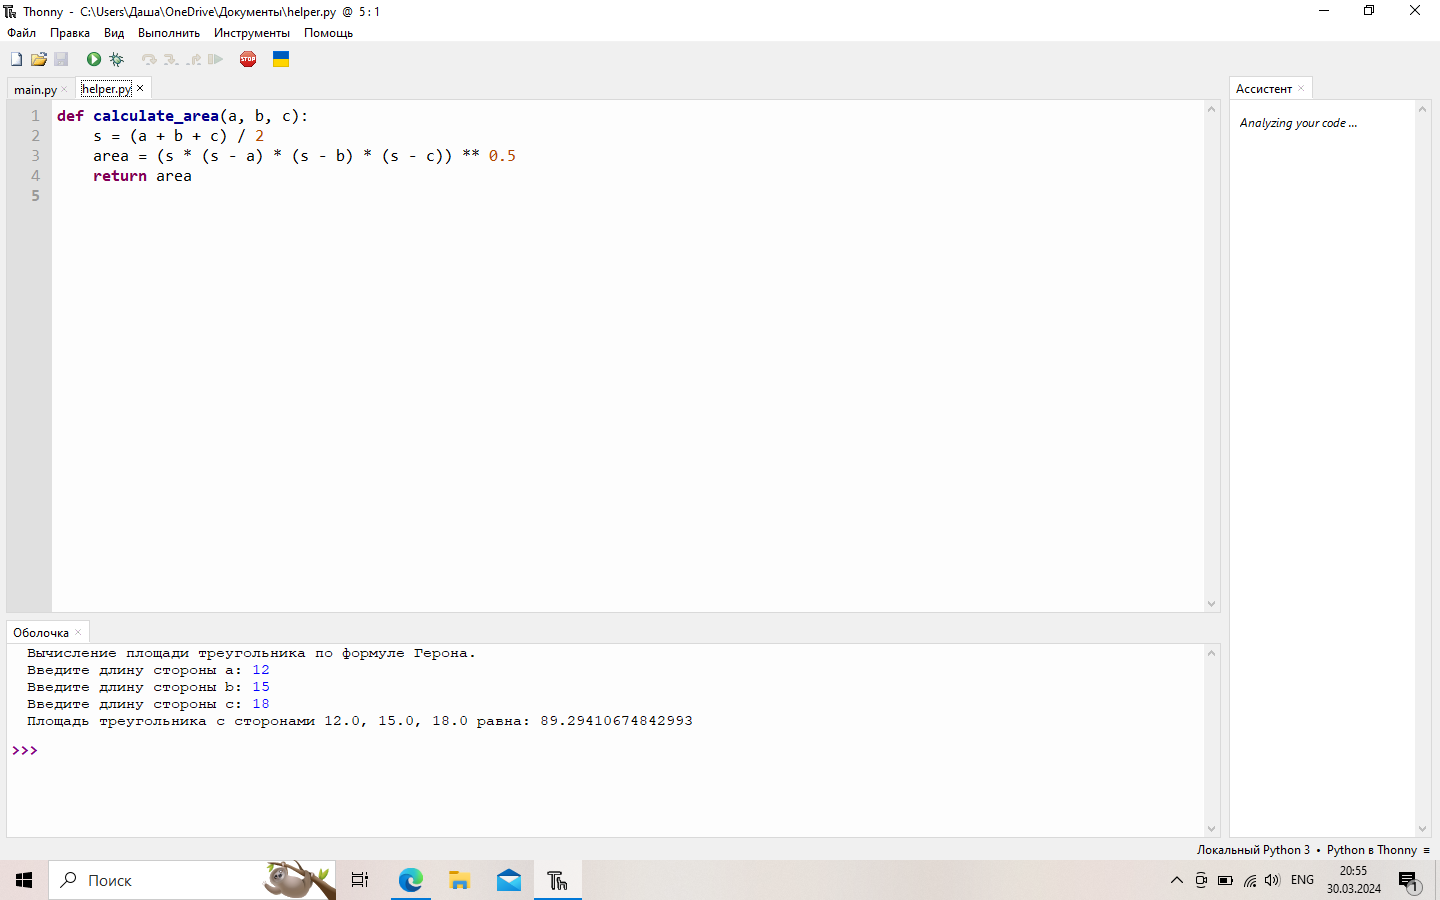 Thonny - C:\Users\Даша\OneDrive\Документы\helper.py @ 5 : 1
Файл Правка Вид Выполнить Инструменты Помощь
STOP
main.py × helper.py ×
1 def calculate_area(a, b, c):
2 s = (a + b + c) / 2
3 area = (s * (s - a) * (s - b) * (s - c)) ** 0.5
4 return area
5
Ассистент ×
Analyzing your code ...
Оболочка ×
Вычисление площади треугольника по формуле Герона.
Введите длину стороны a: 12
Введите длину стороны b: 15
Введите длину стороны c: 18
Площадь треугольника с сторонами 12.0, 15.0, 18.0 равна: 89.29410674842993
>>>
Локальный Python 3 • Python в Thonny ≡
Поиск
Th
ENG
20:55
30.03.2024
1